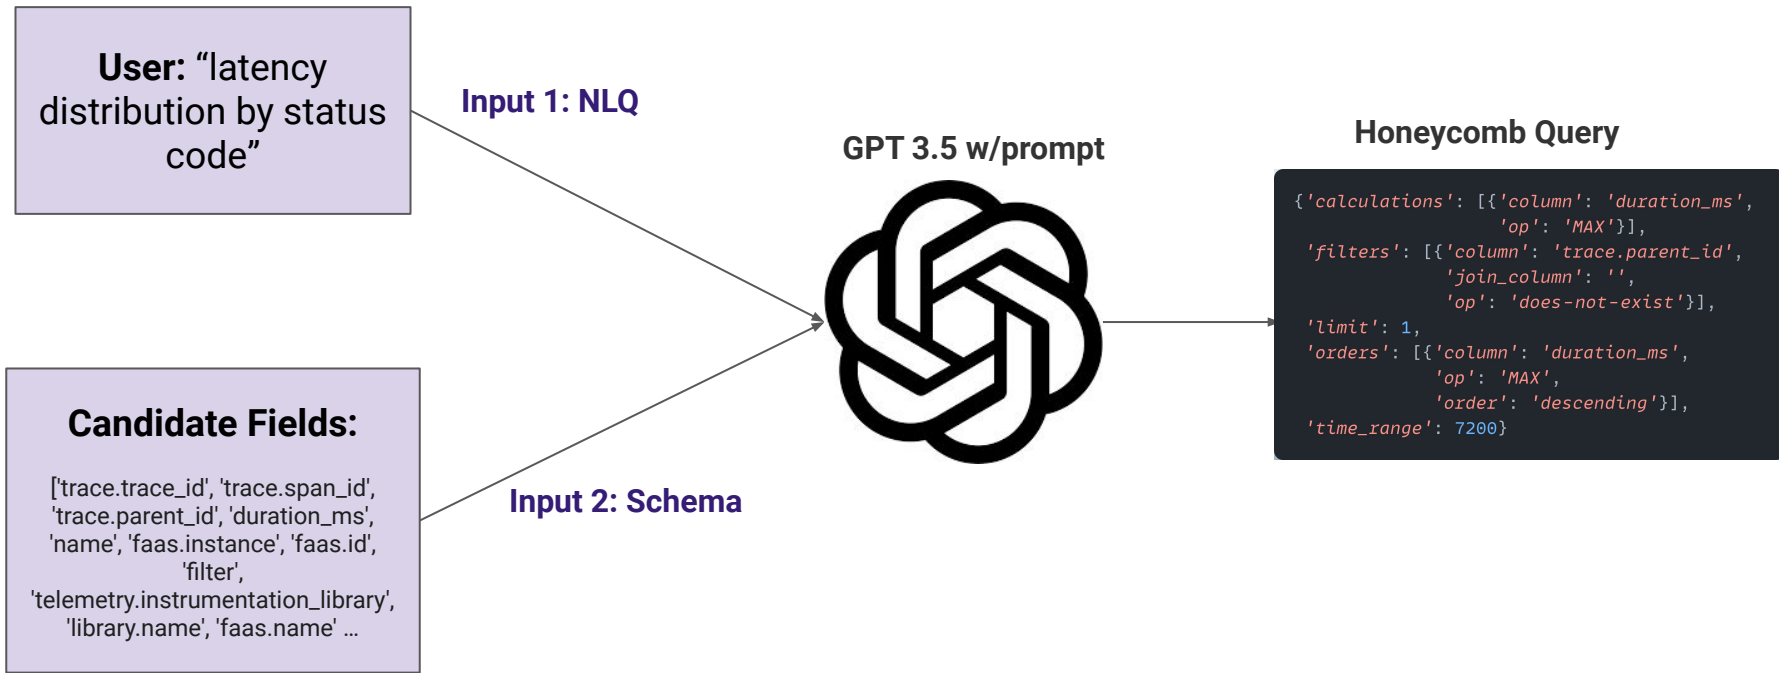 User: “latency
distribution by status
code”
Input 1: NLQ
Candidate Fields:
['trace.trace_id', 'trace.span_id',
'trace.parent_id', 'duration_ms',
'name', 'faas.instance', 'faas.id',
'filter',
'telemetry.instrumentation_library',
'library.name', 'faas.name' ...
Input 2: Schema
GPT 3.5 w/prompt
Honeycomb Query
{'calculations': [{'column': 'duration_ms',
'op': 'MAX'}],
'filters': [{'column': 'trace.parent_id',
'join_column': '',
'op': 'does-not-exist'}],
'limit': 1,
'orders': [{'column': 'duration_ms',
'op': 'MAX',
'order': 'descending'}],
'time_range': 7200}